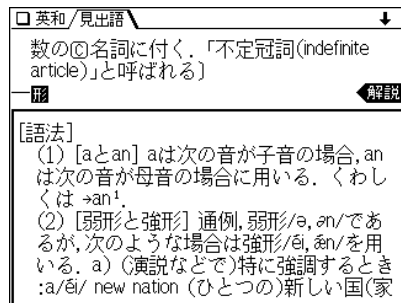 英和/見出語
数の©名詞に付く.「不定冠詞(indefinite
article)」と呼ばれる〕
—形
解説
[語法]
(1) [aとan] aは次の音が子音の場合,an
は次の音が母音の場合に用いる. くわし
くは →an¹.
(2) [弱形と強形] 通例,弱形/ə, ən/であ
るが,次のような場合は強形/éi, ǽn/を用
いる. a) (演説などで)特に強調するとき
:a/éi/ new nation (ひとつの)新しい国(家